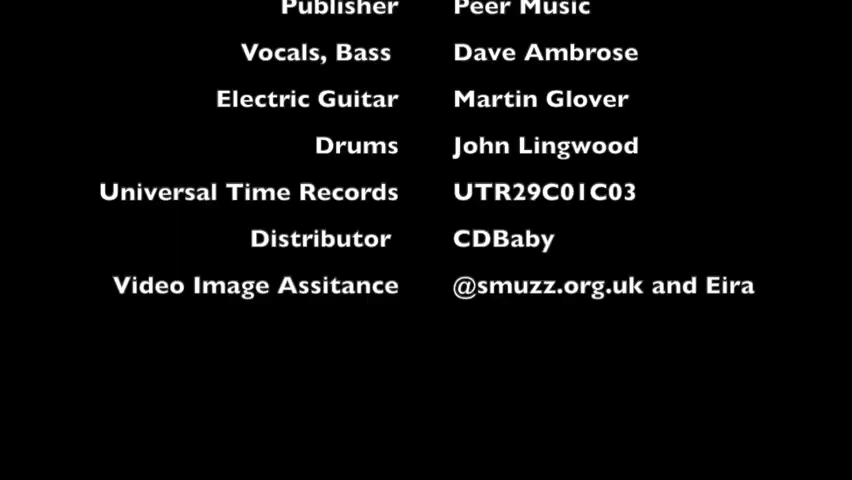 Publisher Peer Music
Vocals, Bass Dave Ambrose
Electric Guitar Martin Glover
Drums John Lingwood
Universal Time Records UTR29C01C03
Distributor CDBaby
Video Image Assitance @smuzz.org.uk and Eira